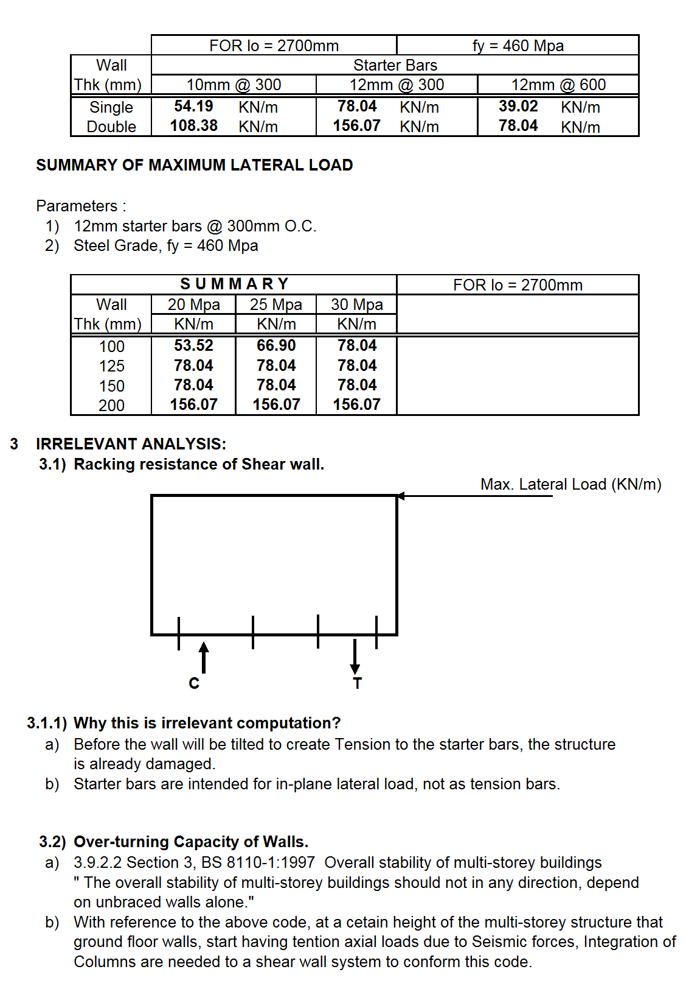 FOR lo = 2700mm fy = 460 Mpa
Wall Starter Bars
Thk (mm) 10mm @ 300 12mm @ 300 12mm @ 600
Single 54.19 KN/m 78.04 KN/m 39.02 KN/m
Double 108.38 KN/m 156.07 KN/m 78.04 KN/m
SUMMARY OF MAXIMUM LATERAL LOAD
Parameters :
1) 12mm starter bars @ 300mm O.C.
2) Steel Grade, fy = 460 Mpa
S U M M A R Y FOR lo = 2700mm
Wall 20 Mpa 25 Mpa 30 Mpa
Thk (mm) KN/m KN/m KN/m
100 53.52 66.90 78.04
125 78.04 78.04 78.04
150 78.04 78.04 78.04
200 156.07 156.07 156.07
3 IRRELEVANT ANALYSIS:
3.1) Racking resistance of Shear wall.
Max. Lateral Load (KN/m)
C T
3.1.1) Why this is irrelevant computation?
a) Before the wall will be tilted to create Tension to the starter bars, the structure
is already damaged.
b) Starter bars are intended for in-plane lateral load, not as tension bars.
3.2) Over-turning Capacity of Walls.
a) 3.9.2.2 Section 3, BS 8110-1:1997 Overall stability of multi-storey buildings
" The overall stability of multi-storey buildings should not in any direction, depend
on unbraced walls alone."
b) With reference to the above code, at a cetain height of the multi-storey structure that
ground floor walls, start having tention axial loads due to Seismic forces, Integration of
Columns are needed to a shear wall system to conform this code.